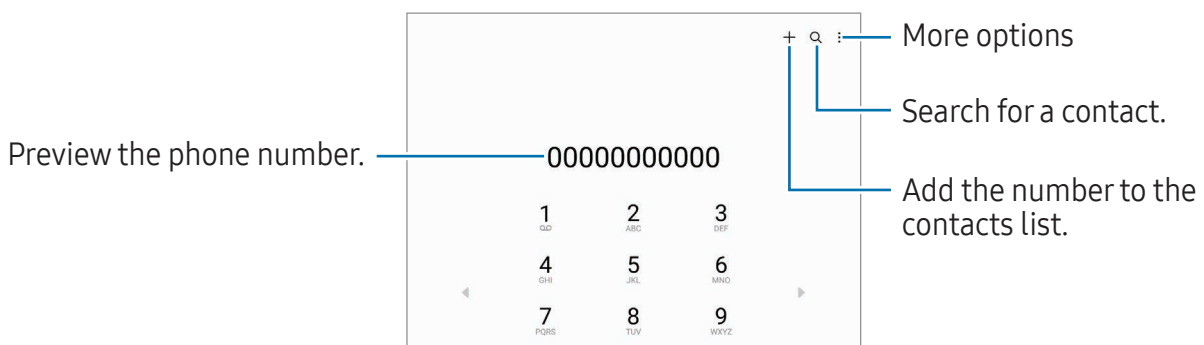 More options
Search for a contact.
Preview the phone number.
00000000000
Add the number to the
contacts list.
1 2 3
ABC DEF
4 5 6
GHI JKL MNO
7 8 9
PQRS TUV WXYZ